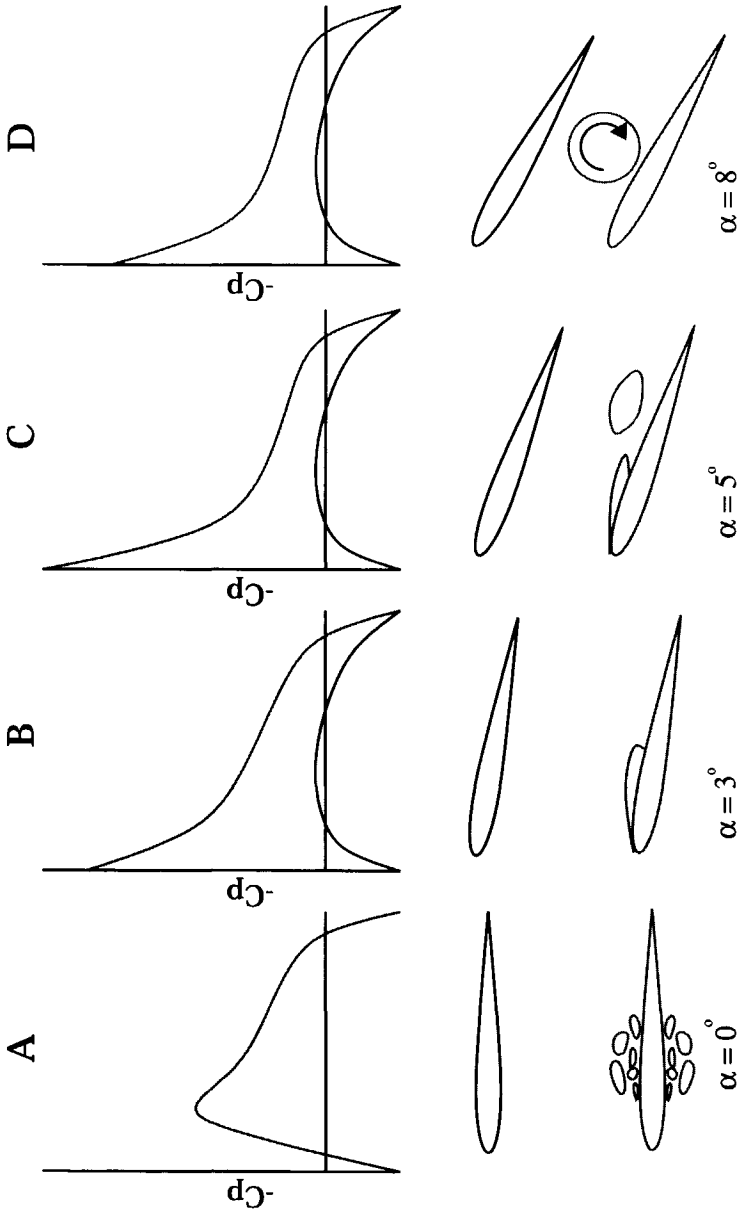 A B C D
-Cp -Cp -Cp -Cp
α = 0° α = 3° α = 5° α = 8°